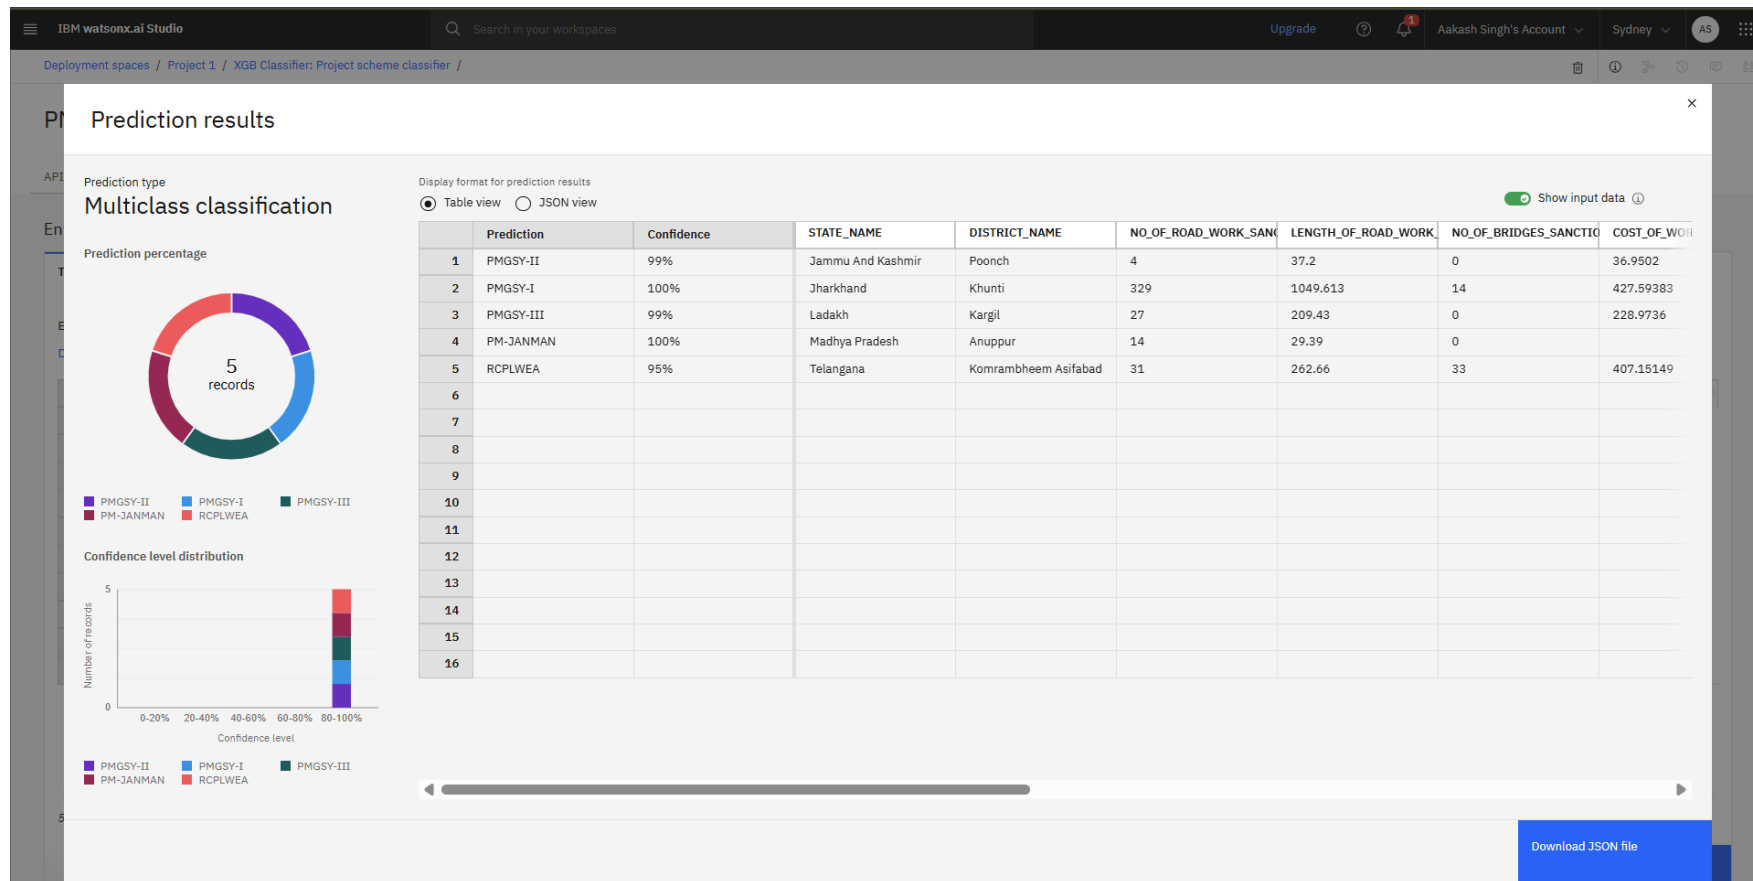 IBM watsonx.ai Studio
Search in your workspaces
Upgrade
1
Aakash Singh's Account
Sydney
AS
Deployment spaces / Project 1 / XGB Classifier: Project scheme classifier /
Prediction results
API
Prediction type
Multiclass classification
Display format for prediction results
Table view JSON view
Show input data
Prediction percentage
5
records
PMGSY-II PMGSY-I PMGSY-III
PM-JANMAN RCPLWEA
Confidence level distribution
Number of records
5
0
0-20% 20-40% 40-60% 60-80% 80-100%
Confidence level
PMGSY-II PMGSY-I PMGSY-III
PM-JANMAN RCPLWEA
Prediction Confidence STATE_NAME DISTRICT_NAME NO_OF_ROAD_WORK_SAN LENGTH_OF_ROAD_WORK_ NO_OF_BRIDGES_SANCTIO COST_OF_WO
1 PMGSY-II 99% Jammu And Kashmir Poonch 4 37.2 0 36.9502
2 PMGSY-I 100% Jharkhand Khunti 329 1049.613 14 427.59383
3 PMGSY-III 99% Ladakh Kargil 27 209.43 0 228.9736
4 PM-JANMAN 100% Madhya Pradesh Anuppur 14 29.39 0
5 RCPLWEA 95% Telangana Komrambheem Asifabad 31 262.66 33 407.15149
6
7
8
9
10
11
12
13
14
15
16
Download JSON file